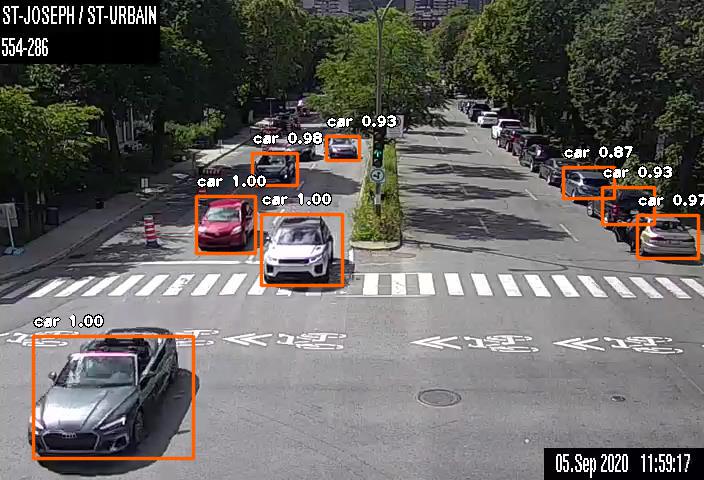 ST-JOSEPH / ST-URBAIN
554-286
car 0.93
car 0.98
car 0.87
car 0.93
car 1.00
car 1.00
car 0.97
car 1.00
05.Sep 2020 11:59:17